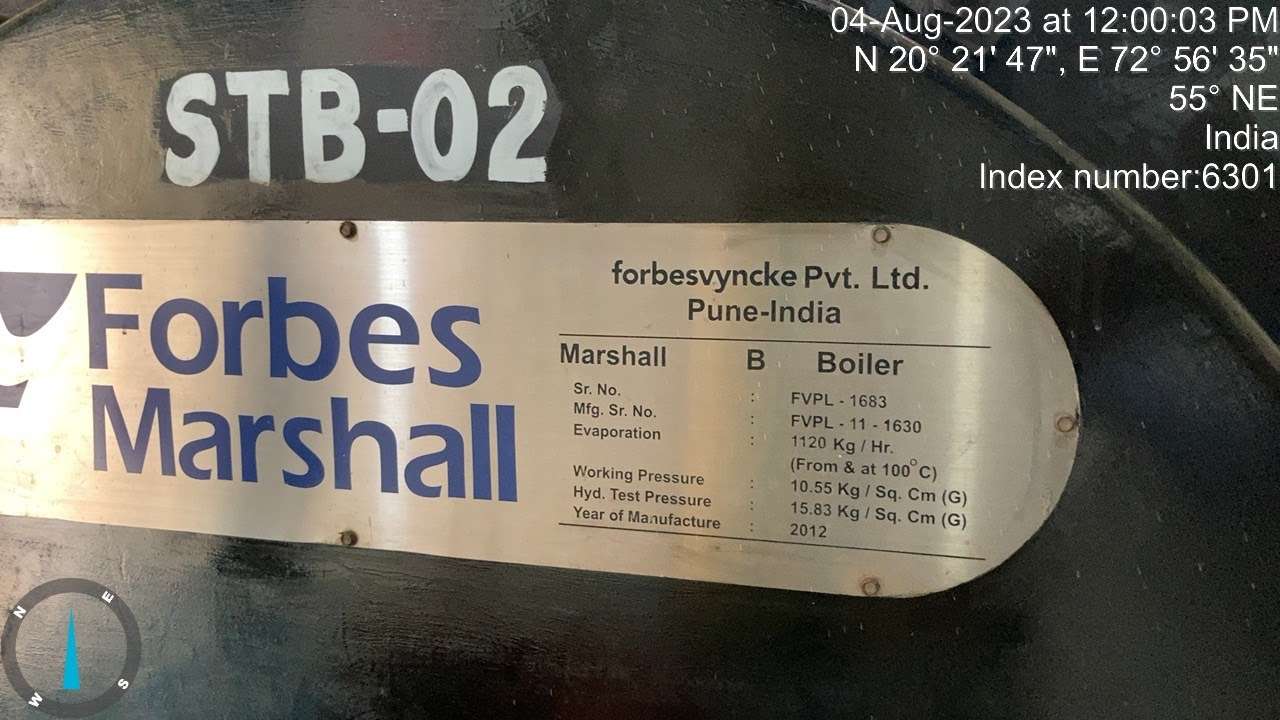 04-Aug-2023 at 12:00:03 PM
N 20° 21' 47", E 72° 56' 35"
55° NE
India
Index number:6301
STB-02
Forbes
Marshall
forbesvyncke Pvt. Ltd.
Pune-India
Marshall B Boiler
Sr. No. : FVPL - 1683
Mfg. Sr. No. : FVPL - 11 - 1630
Evaporation : 1120 Kg / Hr.
(From & at 100°C)
Working Pressure : 10.55 Kg / Sq. Cm (G)
Hyd. Test Pressure : 15.83 Kg / Sq. Cm (G)
Year of Manufacture : 2012
N
E
W
S